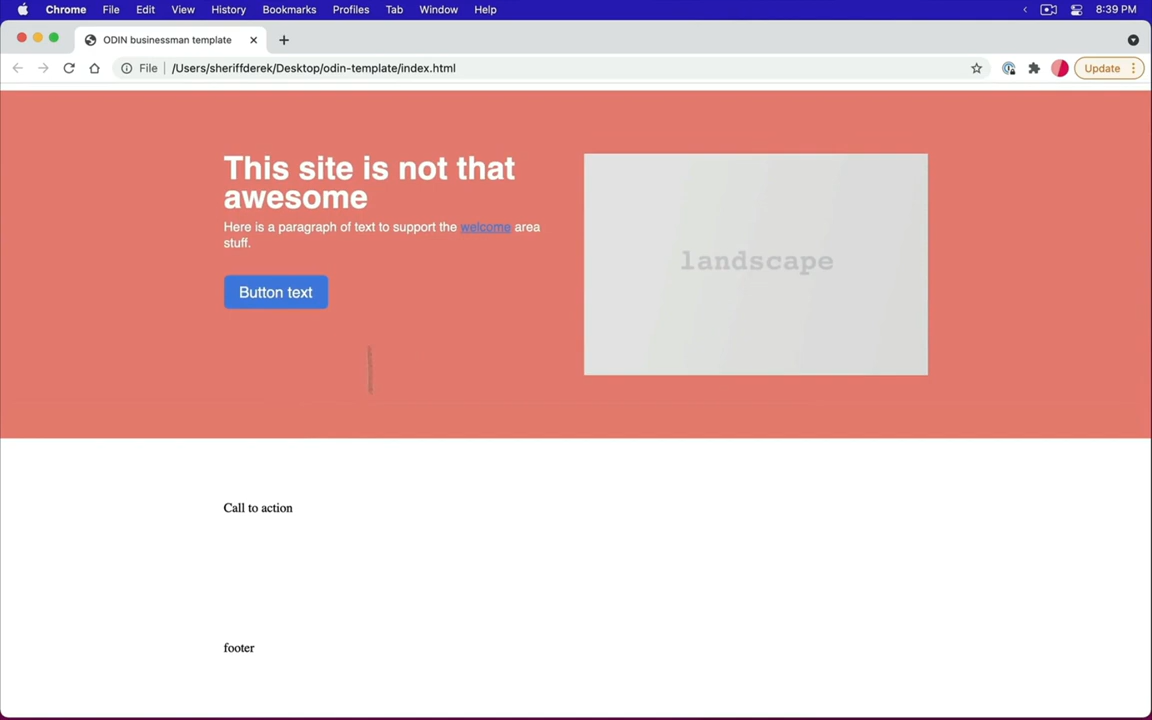 Chrome File Edit View History Bookmarks Profiles Tab Window Help 8:39 PM
ODIN businessman template
File /Users/sheriffderek/Desktop/odin-template/index.html Update
This site is not that
awesome
Here is a paragraph of text to support the welcome area
stuff.
Button text
landscape
Call to action
footer